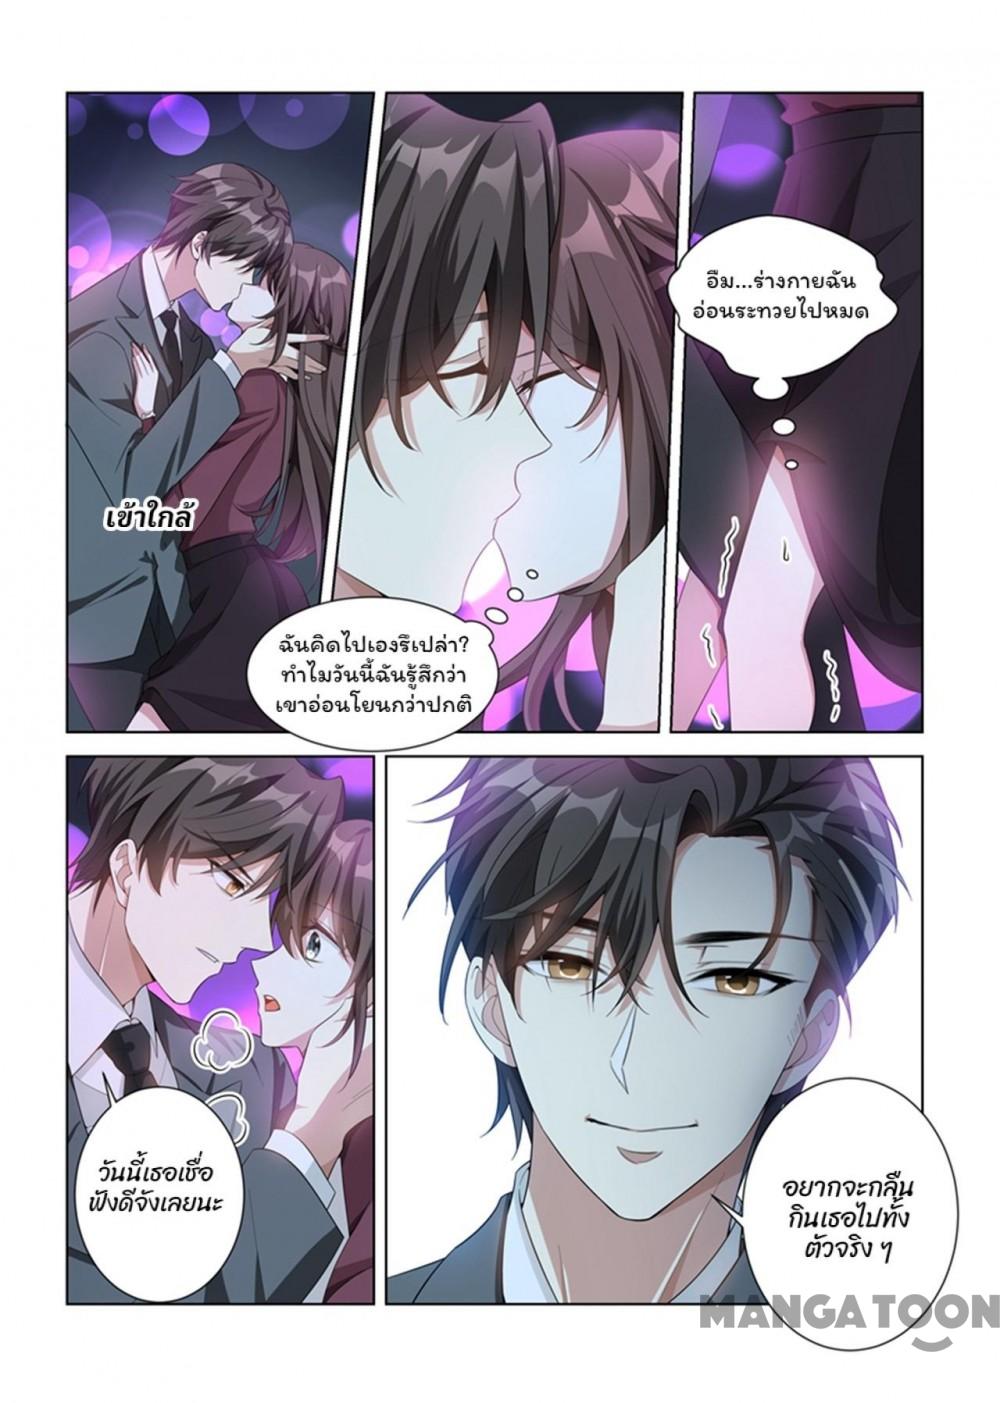 เข้าใกล้
ฉันคิดไปเองรึเปล่า?
ทำไมวันนี้ฉันรู้สึกว่า
เขาอ่อนโยนกว่าปกติ
อืม...ร่างกายฉัน
อ่อนระทวยไปหมด
วันนี้เธอเชื่อ
ฟังดีจังเลยนะ
อยากจะกลืน
กินเธอไปทั้ง
ตัวจริง ๆ
MANGATOON